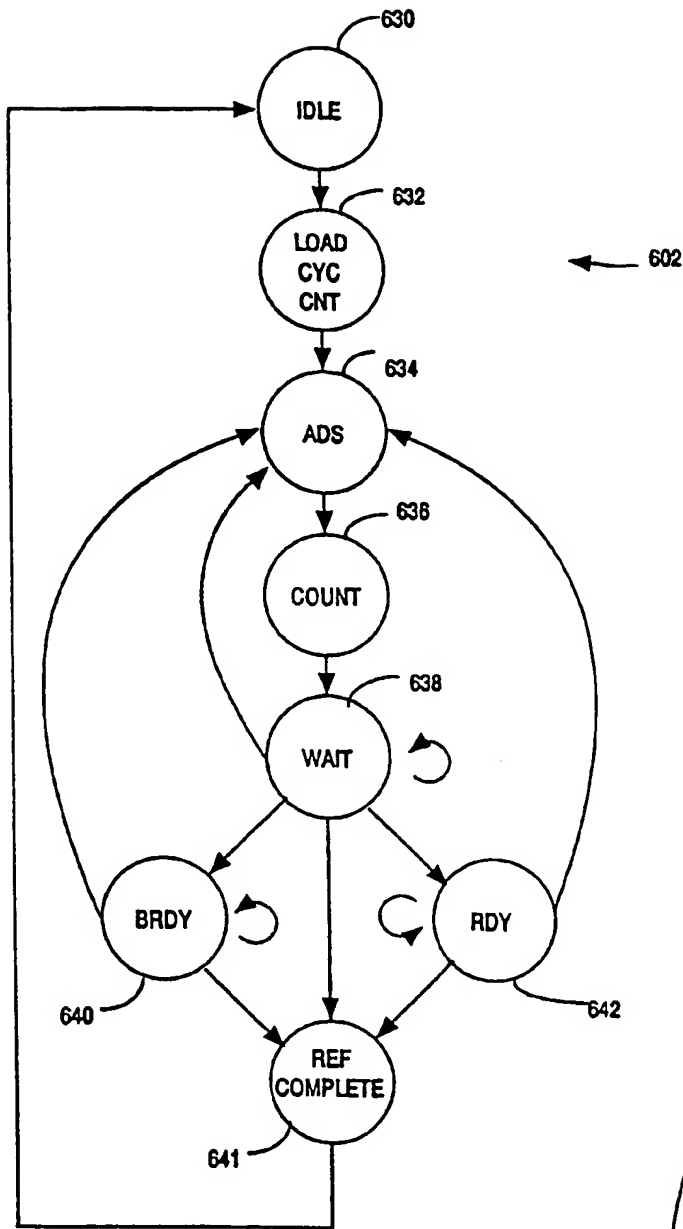 630
IDLE
632
LOAD
CYC
CNT
602
634
ADS
636
COUNT
638
WAIT
BRDY
RDY
640
642
REF
COMPLETE
641